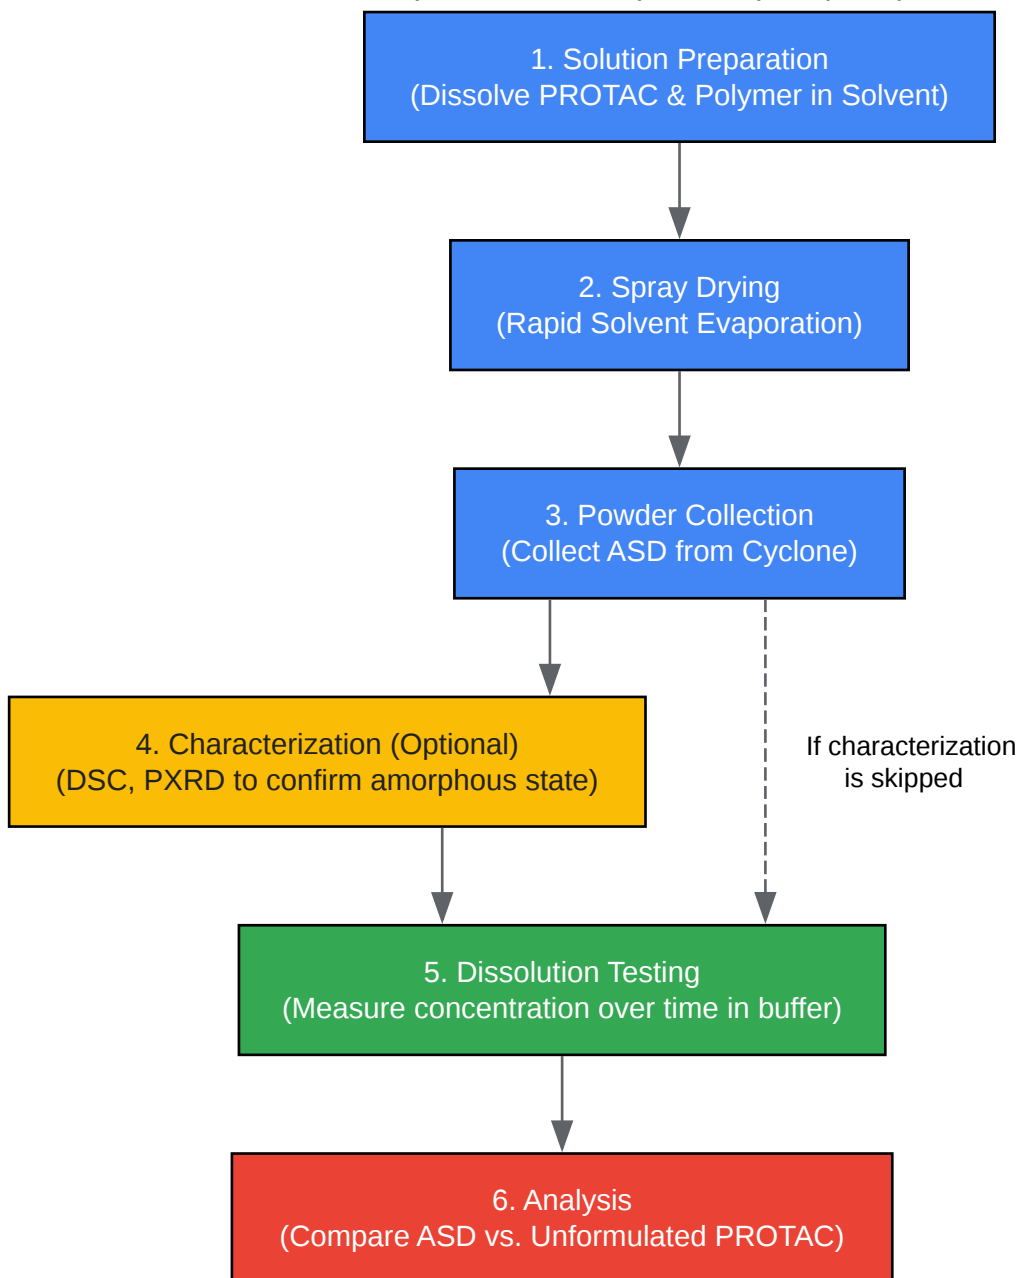 1. Solution Preparation
(Dissolve PROTAC & Polymer in Solvent)
2. Spray Drying
(Rapid Solvent Evaporation)
3. Powder Collection
(Collect ASD from Cyclone)
4. Characterization (Optional)
(DSC, PXRD to confirm amorphous state)
If characterization
is skipped
5. Dissolution Testing
(Measure concentration over time in buffer)
6. Analysis
(Compare ASD vs. Unformulated PROTAC)